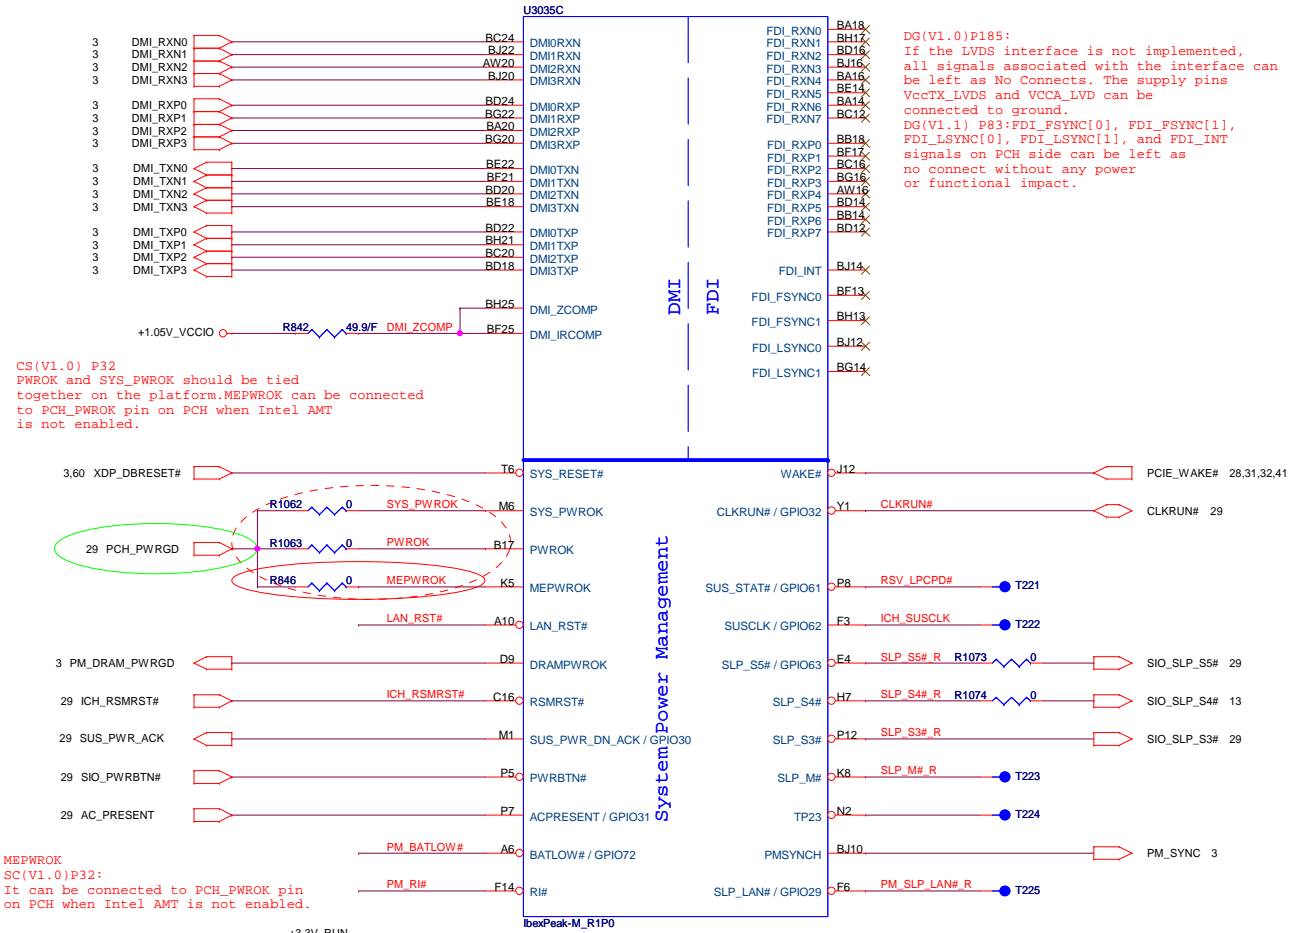 U3035C
3 DMI_RXN0 BC24 DMI0RXN
3 DMI_RXN1 BJ22 DMI1RXN
3 DMI_RXN2 AW20 DMI2RXN
3 DMI_RXN3 BJ20 DMI3RXN
3 DMI_RXP0 BD24 DMI0RXP
3 DMI_RXP1 BG22 DMI1RXP
3 DMI_RXP2 BA20 DMI2RXP
3 DMI_RXP3 BG20 DMI3RXP
3 DMI_TXN0 BE22 DMI0TXN
3 DMI_TXN1 BF21 DMI1TXN
3 DMI_TXN2 BD20 DMI2TXN
3 DMI_TXN3 BE18 DMI3TXN
3 DMI_TXP0 BD22 DMI0TXP
3 DMI_TXP1 BH21 DMI1TXP
3 DMI_TXP2 BC20 DMI2TXP
3 DMI_TXP3 BD18 DMI3TXP
BH25 DMI_ZCOMP
+1.05V_VCCIO R842 49.9/F DMI_ZCOMP BF25 DMI_IRCOMP
DMI
FDI
FDI_RXN0 BA18
FDI_RXN1 BH17
FDI_RXN2 BD16
FDI_RXN3 BJ16
FDI_RXN4 BA16
FDI_RXN5 BE14
FDI_RXN6 BA14
FDI_RXN7 BC12
FDI_RXP0 BB18
FDI_RXP1 BF17
FDI_RXP2 BC16
FDI_RXP3 BG16
FDI_RXP4 AW16
FDI_RXP5 BD14
FDI_RXP6 BB14
FDI_RXP7 BD12
FDI_INT BJ14
FDI_FSYNC0 BF13
FDI_FSYNC1 BH13
FDI_LSYNC0 BJ12
FDI_LSYNC1 BG14
DG(V1.0)P185:
If the LVDS interface is not implemented,
all signals associated with the interface can
be left as No Connects. The supply pins
VccTX_LVDS and VCCA_LVD can be
connected to ground.
DG(V1.1) P83:FDI_FSYNC[0], FDI_FSYNC[1],
FDI_LSYNC[0], FDI_LSYNC[1], and FDI_INT
signals on PCH side can be left as
no connect without any power
or functional impact.
CS(V1.0) P32
PWROK and SYS_PWROK should be tied
together on the platform.MEPWROK can be connected
to PCH_PWROK pin on PCH when Intel AMT
is not enabled.
3,60 XDP_DBRESET# T6 SYS_RESET#
R1062 0 SYS_PWROK M6 SYS_PWROK
29 PCH_PWRGD R1063 0 PWROK B17 PWROK
R846 0 MEPWROK K5 MEPWROK
LAN_RST# A10 LAN_RST#
3 PM_DRAM_PWRGD D9 DRAMPWROK
29 ICH_RSMRST# ICH_RSMRST# C16 RSMRST#
29 SUS_PWR_ACK M1 SUS_PWR_DN_ACK / GPIO30
29 SIO_PWRBTN# P5 PWRBTN#
29 AC_PRESENT P7 ACPRESENT / GPIO31
PM_BATLOW# A6 BATLOW# / GPIO72
PM_RI# F14 RI#
System Power Management
WAKE# J12 PCIE_WAKE# 28,31,32,41
CLKRUN# / GPIO32 Y1 CLKRUN# CLKRUN# 29
SUS_STAT# / GPIO61 P8 RSV_LPCPD# T221
SUSCLK / GPIO62 F3 ICH_SUSCLK T222
SLP_S5# / GPIO63 E4 SLP_S5#_R R1073 0 SIO_SLP_S5# 29
SLP_S4# H7 SLP_S4#_R R1074 0 SIO_SLP_S4# 13
SLP_S3# P12 SLP_S3#_R SIO_SLP_S3# 29
SLP_M# K8 SLP_M#_R T223
TP23 N2 T224
PMSYNCH BJ10 PM_SYNC 3
SLP_LAN# / GPIO29 F6 PM_SLP_LAN#_R T225
MEPWROK
SC(V1.0)P32:
It can be connected to PCH_PWROK pin
on PCH when Intel AMT is not enabled.
IbexPeak-M_R1P0
+3.3V_RUN